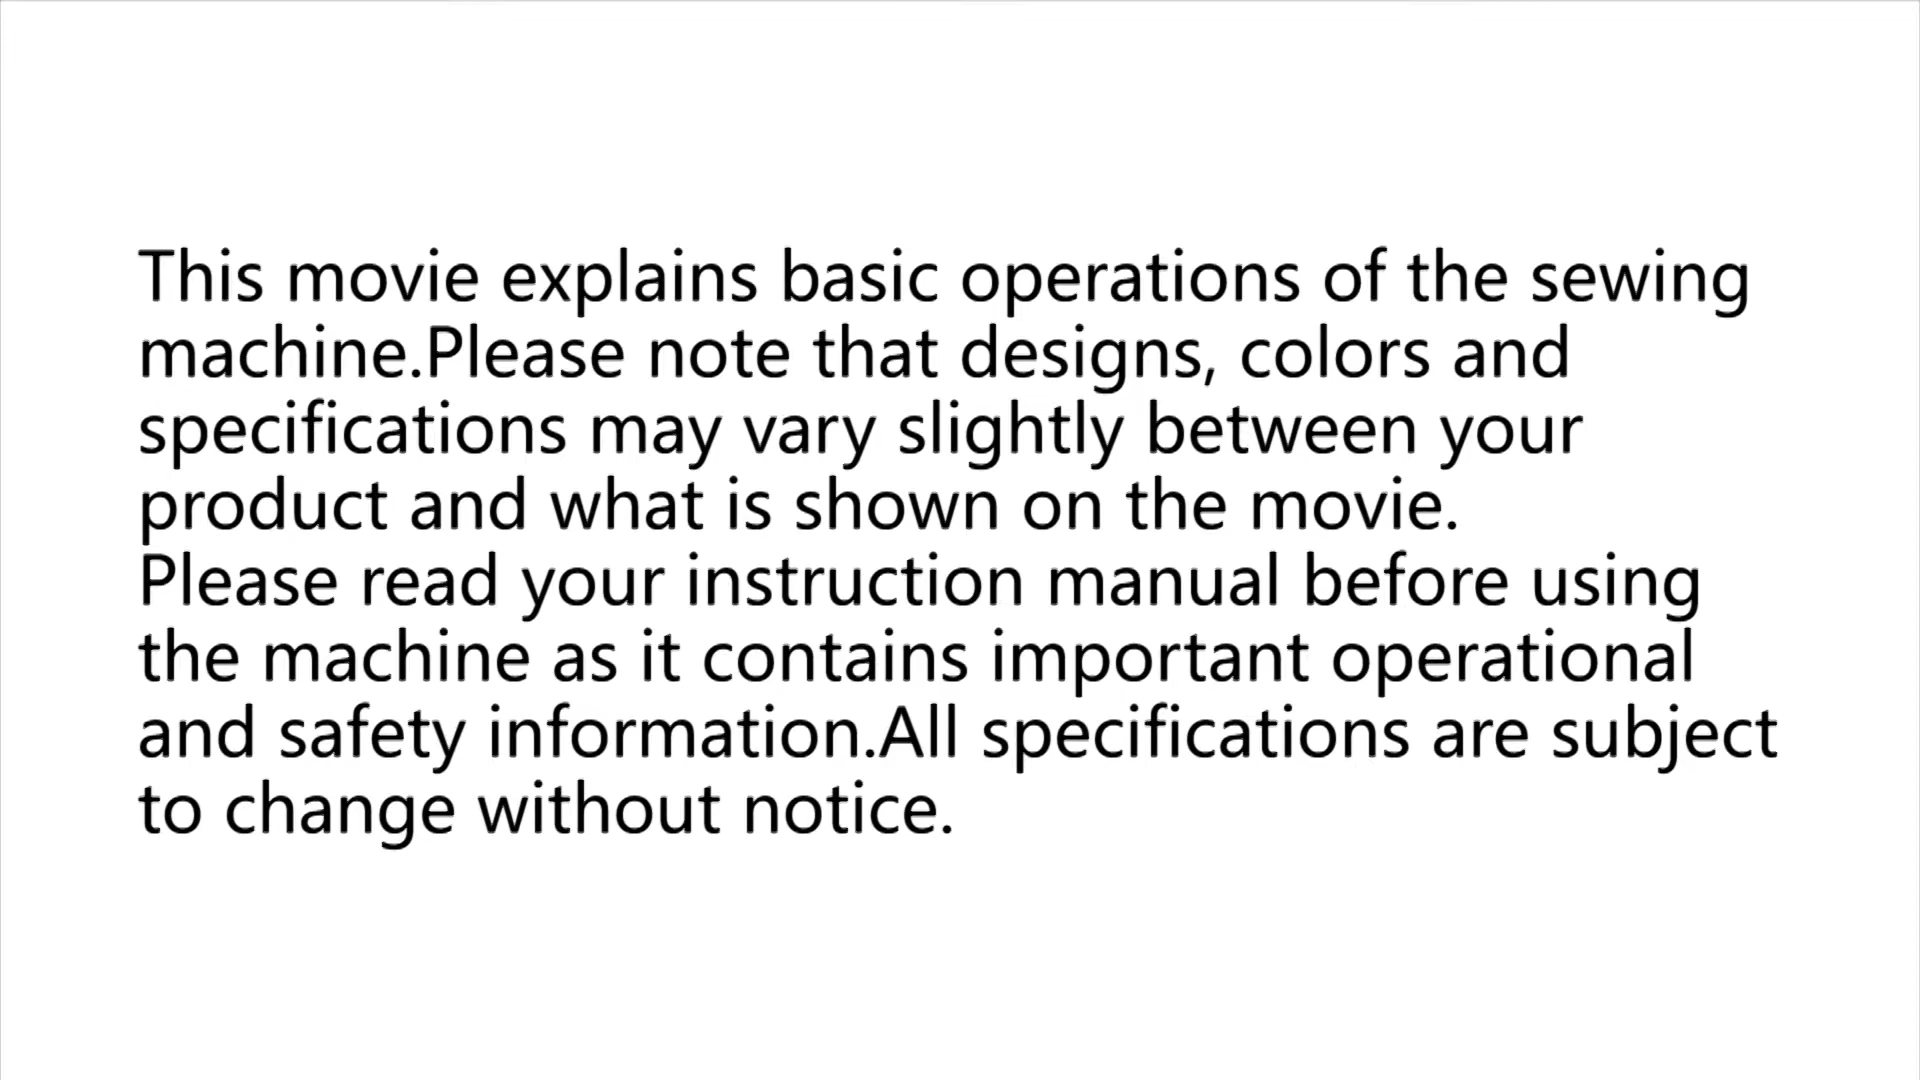 This movie explains basic operations of the sewing
machine.Please note that designs, colors and
specifications may vary slightly between your
product and what is shown on the movie.
Please read your instruction manual before using
the machine as it contains important operational
and safety information.All specifications are subject
to change without notice.